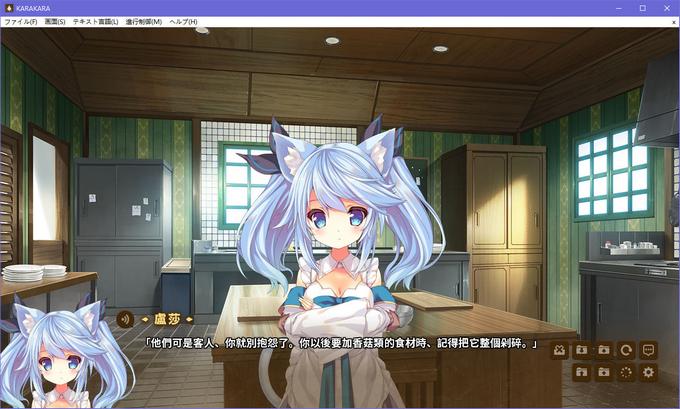 KARAKARA
ファイル(F) 画面(S) テキスト言語(L) 進行制御(M) ヘルプ(H)
盧莎
「他們可是客人、你就別抱怨了。你以後要加香菇類的食材時、記得把它整個剁碎。」